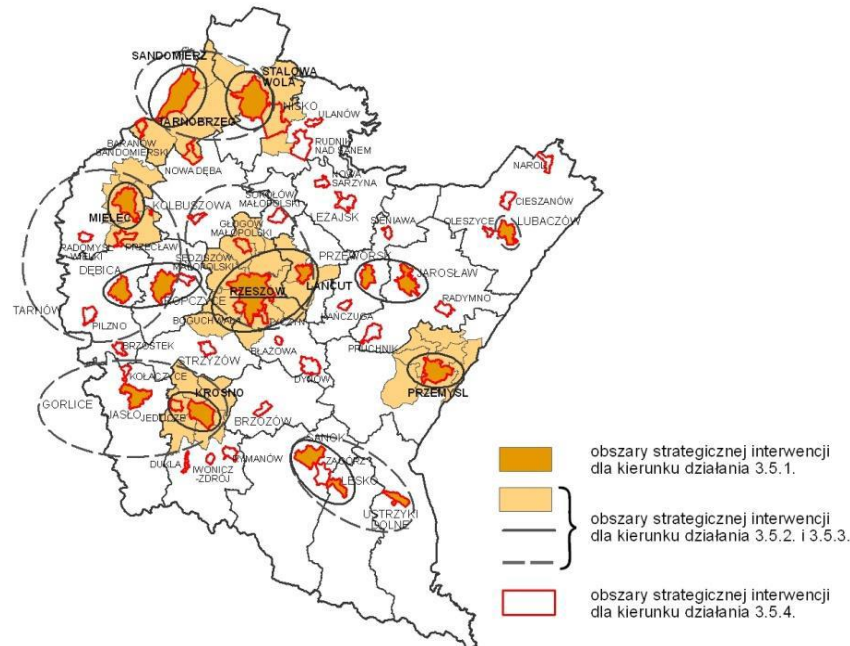 SANDOMIERZ
STALOWA
WOLA
TARNOBRZEG
NISKO
ULANÓW
BARANÓW
SANDOMIERSKI
RUDNIK
NAD SANEM
NOWA DĘBA
NOWA
SARZYNA
NAROL
CIESZANÓW
MIELEC
KOLBUSZOWA
SOKOŁÓW
MAŁOPOLSKI
LEŻAJSK
SIENIAWA
OLESZYCE
LUBACZÓW
GŁOGÓW
MAŁOPOLSKI
RADOMYŚL
WIELKI
PRZECŁAW
SĘDZISZÓW
MAŁOPOLSKI
PRZEWORSK
JAROSŁAW
DĘBICA
ROPCZYCE
RZESZÓW
ŁAŃCUT
TARNÓW
RADYMNO
PILZNO
BOGUCHWAŁA
TYCZYN
KAŃCZUGA
PRUCHNIK
BRZOSTEK
STRZYŻÓW
BŁAŻOWA
DYNÓW
KOŁACZYCE
PRZEMYŚL
GORLICE
JASŁO
JEDLICZE
KROSNO
BRZOZÓW
DUKLA
IWONICZ
-ZDRÓJ
RYMANÓW
SANOK
ZAGÓRZ
LESKO
USTRZYKI
DOLNE
obszary strategicznej interwencji
dla kierunku działania 3.5.1.
obszary strategicznej interwencji
dla kierunku działania 3.5.2. i 3.5.3.
obszary strategicznej interwencji
dla kierunku działania 3.5.4.